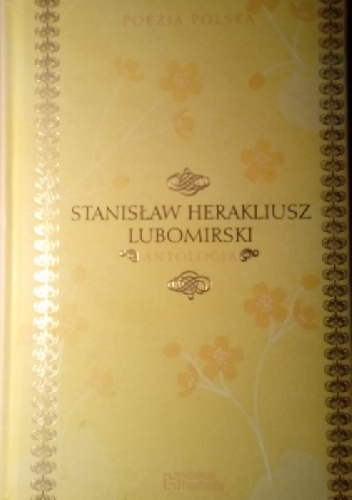 POEZJA POLSKA
STANISŁAW HERAKLIUSZ
LUBOMIRSKI
ANTOLOGIA